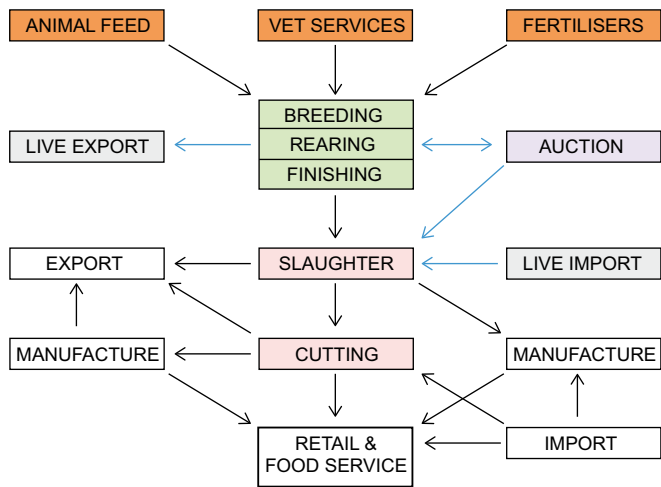 ANIMAL FEED
VET SERVICES
FERTILISERS
BREEDING
LIVE EXPORT
REARING
AUCTION
FINISHING
EXPORT
SLAUGHTER
LIVE IMPORT
MANUFACTURE
CUTTING
MANUFACTURE
RETAIL &
FOOD SERVICE
IMPORT